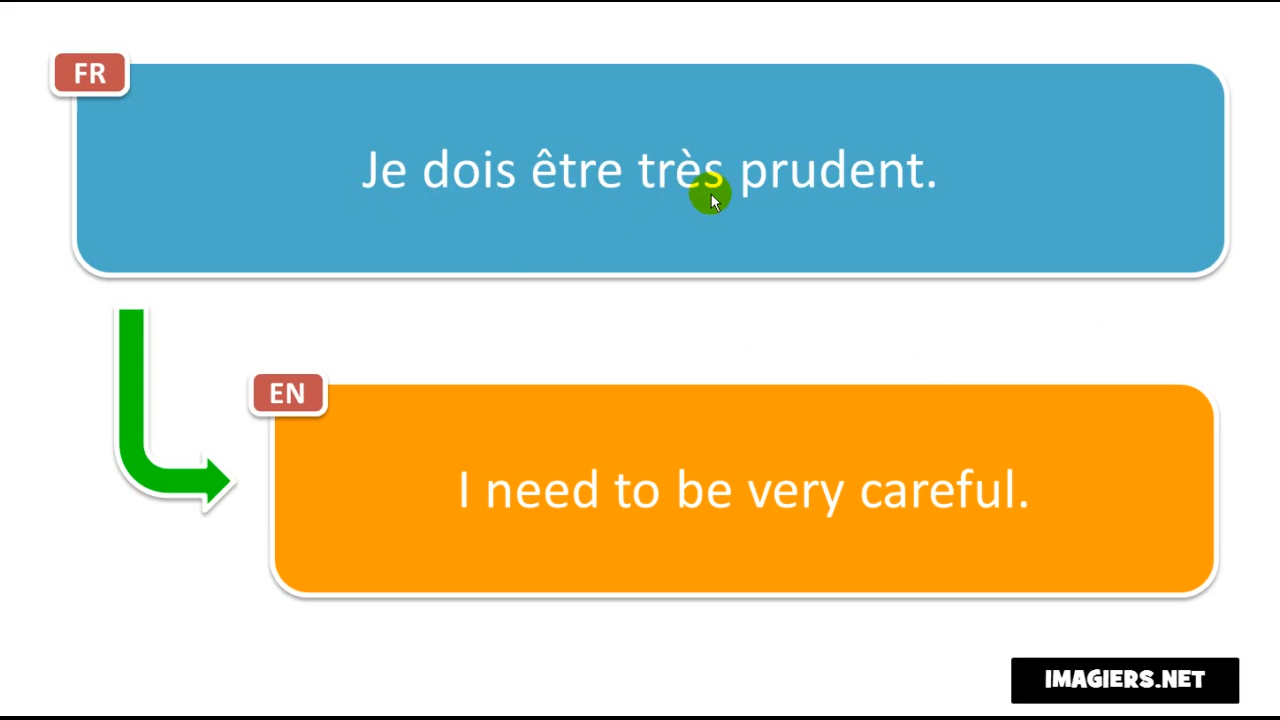 FR
Je dois être très prudent.
EN
I need to be very careful.
IMAGIERS.NET